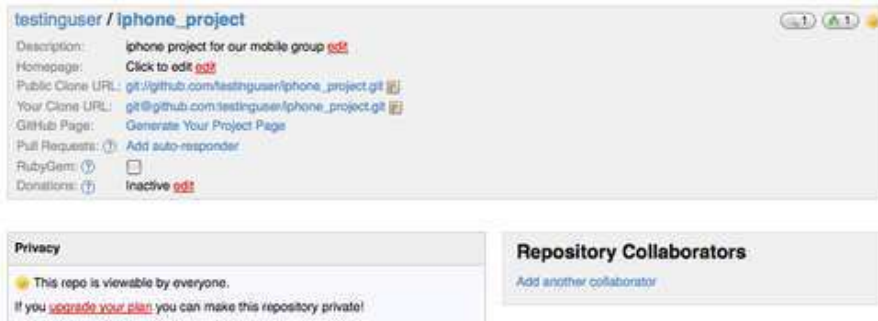 testinguser / iphone_project
1 1
Description: iphone project for our mobile group edit
Homepage: Click to edit edit
Public Clone URL: git://github.com/testinguser/iphone_project.git
Your Clone URL: git@github.com:testinguser/iphone_project.git
GitHub Page: Generate Your Project Page
Pull Requests: (?) Add auto-responder
RubyGem: (?)
Donations: (?) Inactive edit
Privacy
This repo is viewable by everyone.
If you upgrade your plan you can make this repository private!
Repository Collaborators
Add another collaborator